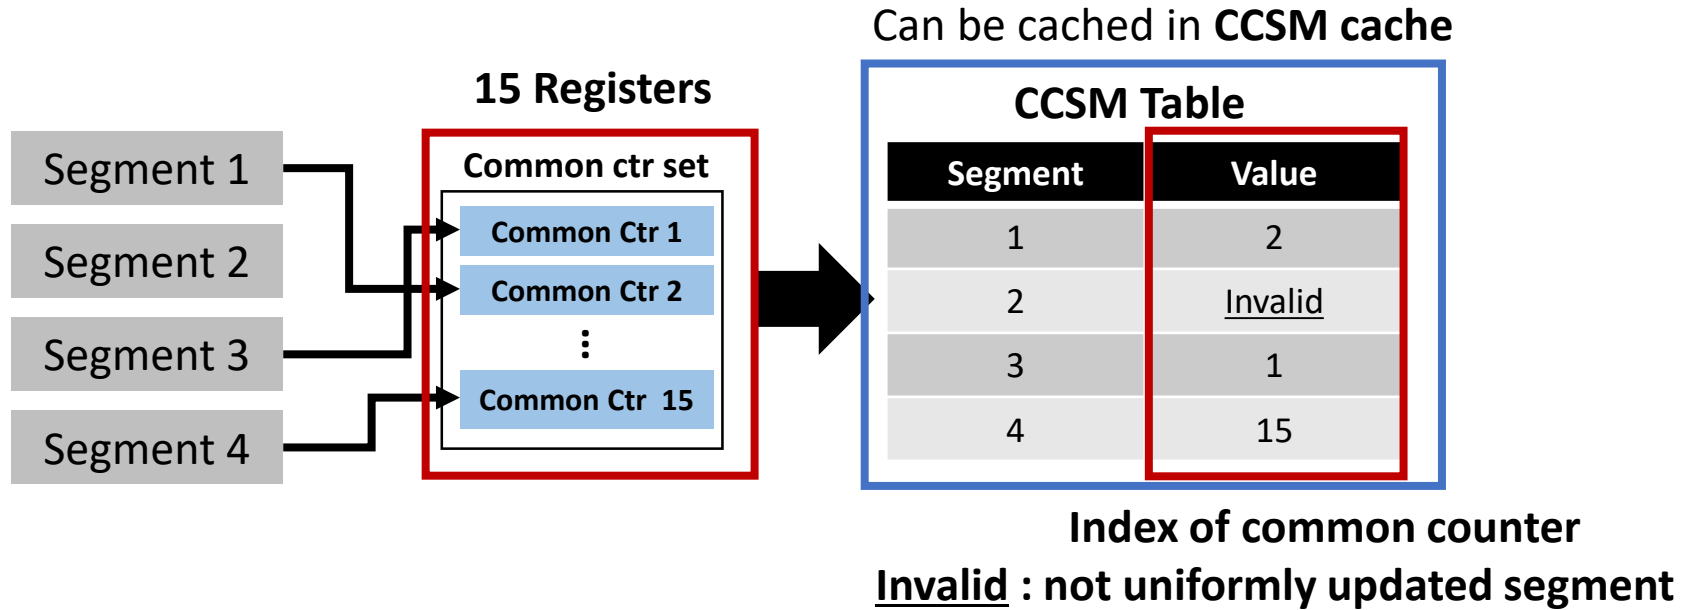 Can be cached in CCSM cache
15 Registers
CCSM Table
Segment 1
Segment 2
Segment 3
Segment 4
Common ctr set
Common Ctr 1
Common Ctr 2
⋮
Common Ctr 15
Segment Value
1 2
2 Invalid
3 1
4 15
Index of common counter
Invalid : not uniformly updated segment